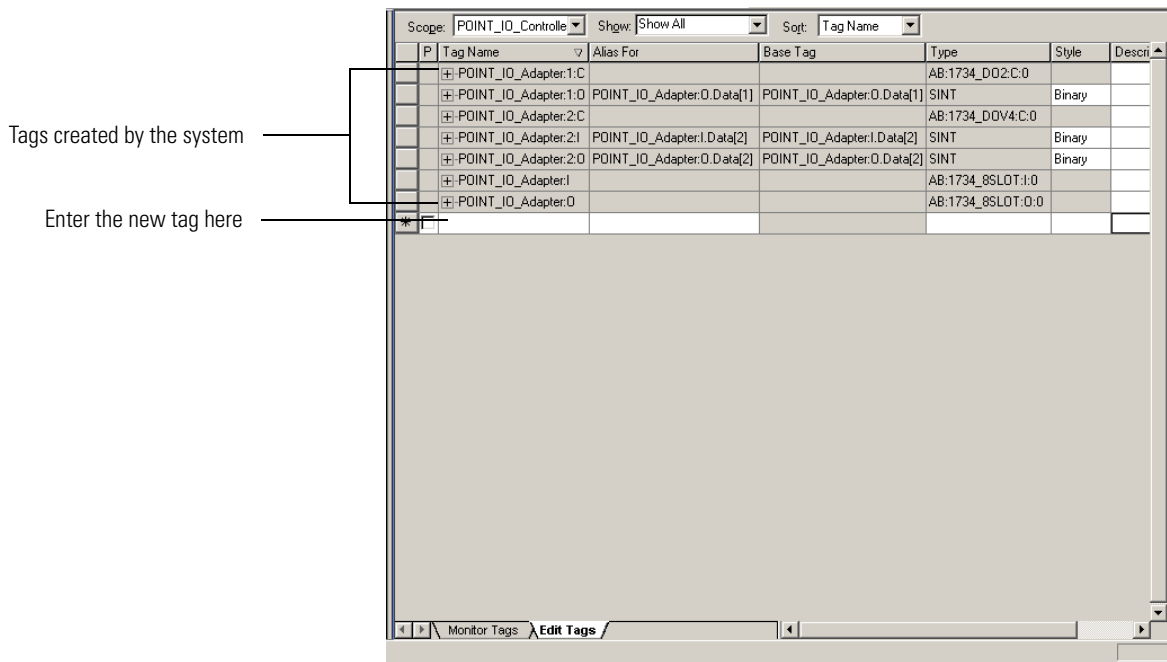 Scope: POINT_IO_Controlle Show: Show All Sort: Tag Name
P Tag Name Alias For Base Tag Type Style Descri
POINT_IO_Adapter:1:C AB:1734_DO2:C:0
Tags created by the system
POINT_IO_Adapter:1:O POINT_IO_Adapter:O.Data[1] POINT_IO_Adapter:O.Data[1] SINT Binary
POINT_IO_Adapter:2:C AB:1734_DOV4:C:0
POINT_IO_Adapter:2:I POINT_IO_Adapter:I.Data[2] POINT_IO_Adapter:I.Data[2] SINT Binary
POINT_IO_Adapter:2:O POINT_IO_Adapter:O.Data[2] POINT_IO_Adapter:O.Data[2] SINT Binary
POINT_IO_Adapter:I AB:1734_8SLOT:I:0
POINT_IO_Adapter:O AB:1734_8SLOT:O:0
Enter the new tag here
Monitor Tags Edit Tags